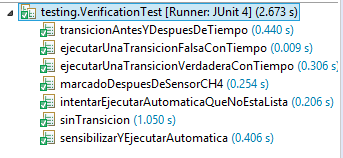 testing.VerificationTest [Runner: JUnit 4] (2.673 s)
transicionAntesYDespuesDeTiempo (0.440 s)
ejecutarUnaTransicionFalsaConTiempo (0.009 s)
ejecutarUnaTransicionVerdaderaConTiempo (0.306 s)
marcadoDespuesDeSensorCH4 (0.254 s)
intentarEjecutarAutomaticaQueNoEstaLista (0.206 s)
sinTransicion (1.050 s)
sensibilizarYEjecutarAutomatica (0.406 s)